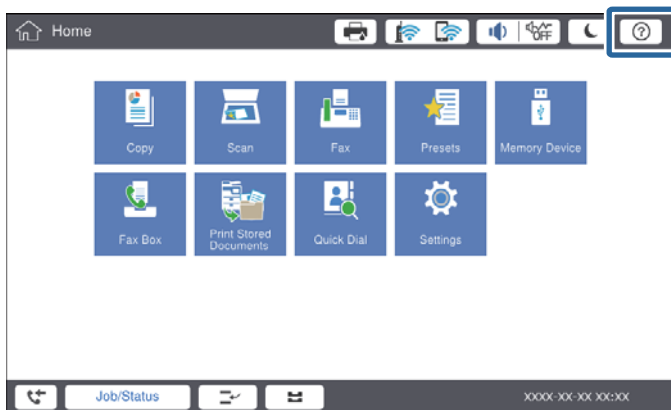 Home
OFF
?
Copy
Scan
Fax
Presets
Memory Device
Fax Box
Print Stored
Documents
Quick Dial
Settings
Job/Status
XXXX-XX-XX XX:XX